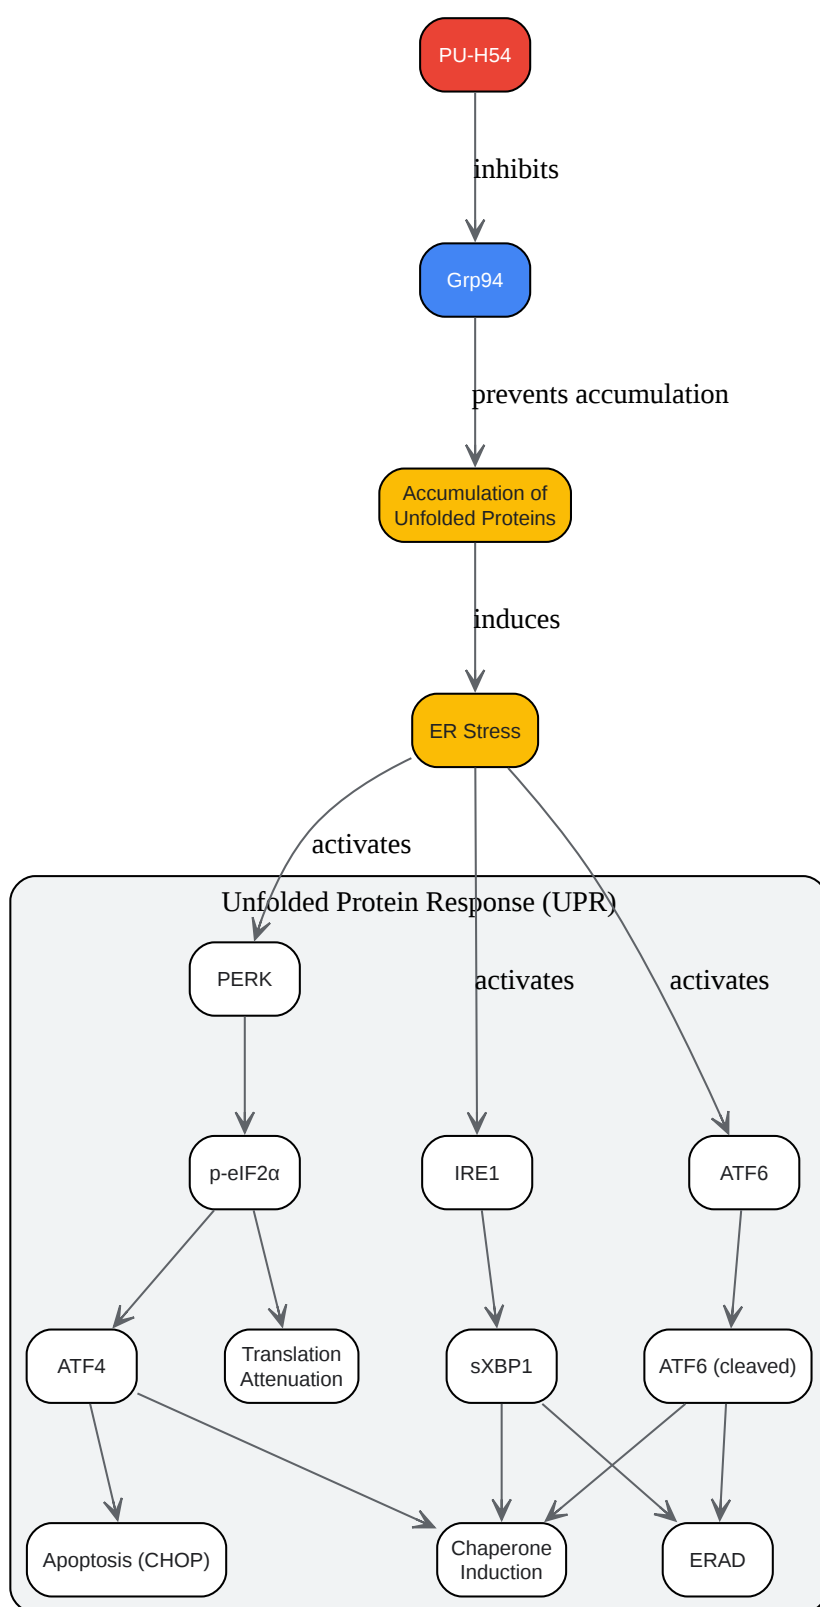 PU-H54
inhibits
Grp94
prevents accumulation
Accumulation of
Unfolded Proteins
induces
ER Stress
activates
Unfolded Protein Response (UPR)
PERK
activates
activates
p-eIF2α
IRE1
ATF6
ATF4
Translation
Attenuation
sXBP1
ATF6 (cleaved)
Apoptosis (CHOP)
Chaperone
Induction
ERAD